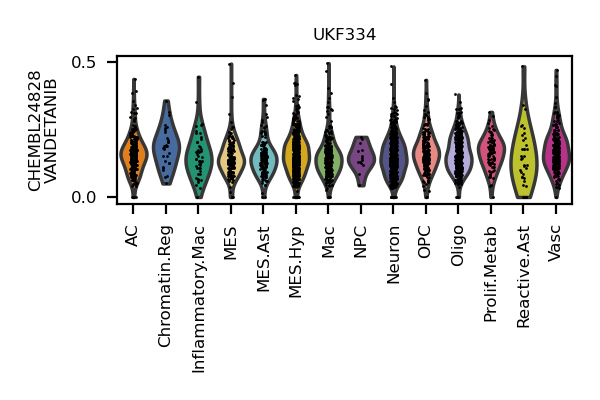 UKF334
CHEMBL24828
VANDETANIB
0.5
0.0
AC
Chromatin.Reg
Inflammatory.Mac
MES
MES.Ast
MES.Hyp
Mac
NPC
Neuron
OPC
Oligo
Prolif.Metab
Reactive.Ast
Vasc